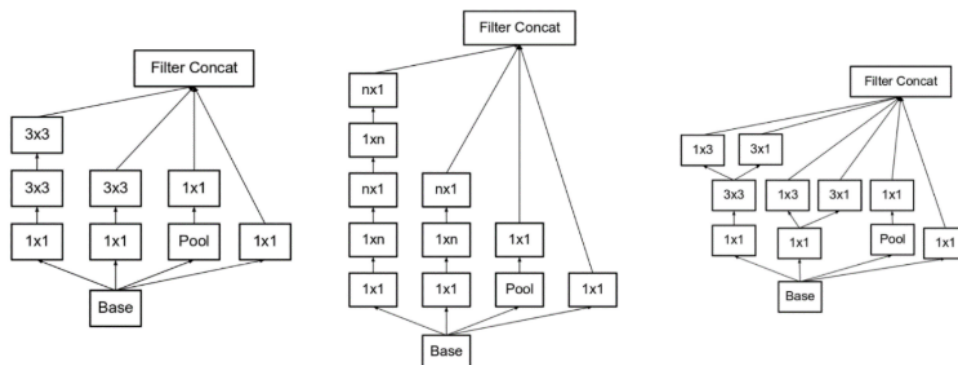 Filter Concat
3x3
3x3
3x3
1x1
1x1
1x1
Pool
1x1
Base
Filter Concat
nx1
1xn
nx1
nx1
1xn
1xn
1x1
1x1
1x1
Pool
1x1
Base
Filter Concat
1x3
3x1
3x3
1x3
3x1
1x1
1x1
1x1
Pool
1x1
Base